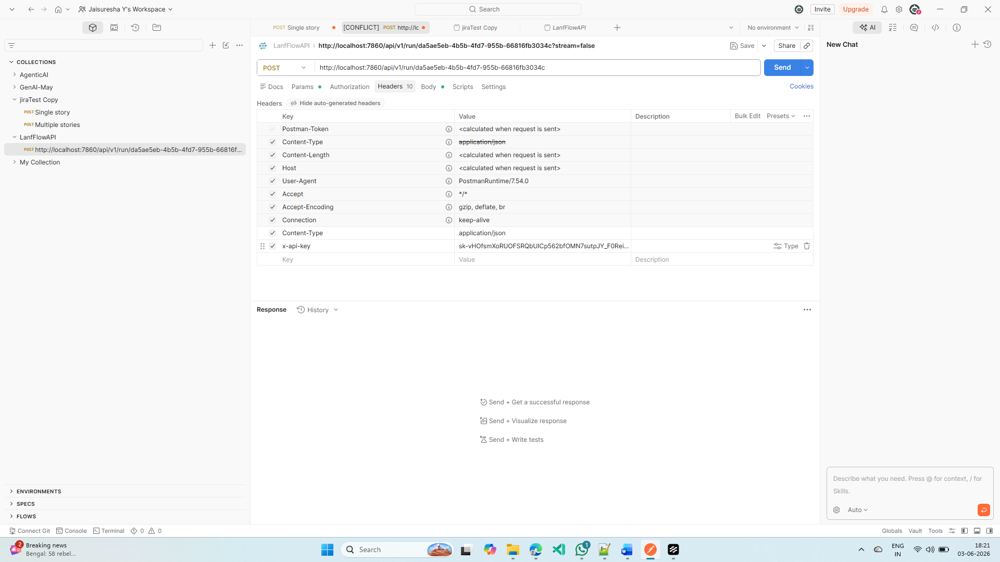 Jaisuresha Y's Workspace
Search
Invite
Upgrade
COLLECTIONS
AgenticAI
GenAI-May
jiraTest Copy
POST Single story
POST Multiple stories
LanfFlowAPI
POST http://localhost:7860/api/v1/run/da5ae5eb-4b5b-4fd7-955b-66816f...
My Collection
ENVIRONMENTS
SPECS
FLOWS
POST Single story
[CONFLICT] POST http://lc
jiraTest Copy
LanfFlowAPI
No environment
LanfFlowAPI > http://localhost:7860/api/v1/run/da5ae5eb-4b5b-4fd7-955b-66816fb3034c?stream=false
Save
Share
POST
http://localhost:7860/api/v1/run/da5ae5eb-4b5b-4fd7-955b-66816fb3034c
Send
Docs Params Authorization Headers 10 Body Scripts Settings
Cookies
Headers Hide auto-generated headers
Key Value Description Bulk Edit Presets
Postman-Token <calculated when request is sent>
Content-Type application/json
Content-Length <calculated when request is sent>
Host <calculated when request is sent>
User-Agent PostmanRuntime/7.54.0
Accept */*
Accept-Encoding gzip, deflate, br
Connection keep-alive
Content-Type application/json
x-api-key sk-vHOfsmXoRUOFSRQbUICp562bfOMN7sutpJY_F0Rei... Type
Key Value Description
Response History
Send + Get a successful response
Send + Visualize response
Send + Write tests
AI
New Chat
Describe what you need. Press @ for context, / for
Skills.
Auto
Connect Git Console Terminal 0 0
Globals Vault Tools
2
Breaking news
Bengal: 58 rebel...
Search
1
ENG
IN
18:21
03-06-2026